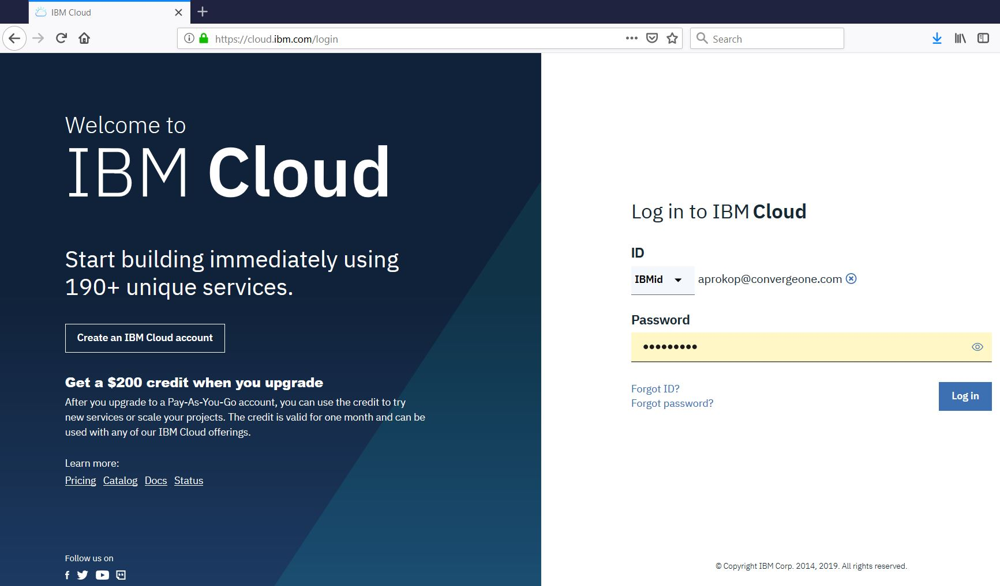 IBM Cloud
https://cloud.ibm.com/login
Search
Welcome to
IBM Cloud
Start building immediately using
190+ unique services.
Create an IBM Cloud account
Get a $200 credit when you upgrade
After you upgrade to a Pay-As-You-Go account, you can use the credit to try
new services or scale your projects. The credit is valid for one month and can be
used with any of our IBM Cloud offerings.
Learn more:
Pricing Catalog Docs Status
Follow us on
Log in to IBM Cloud
ID
IBMid aprokop@convergeone.com
Password
•••••••••
Forgot ID?
Forgot password?
Log in
© Copyright IBM Corp. 2014, 2019. All rights reserved.